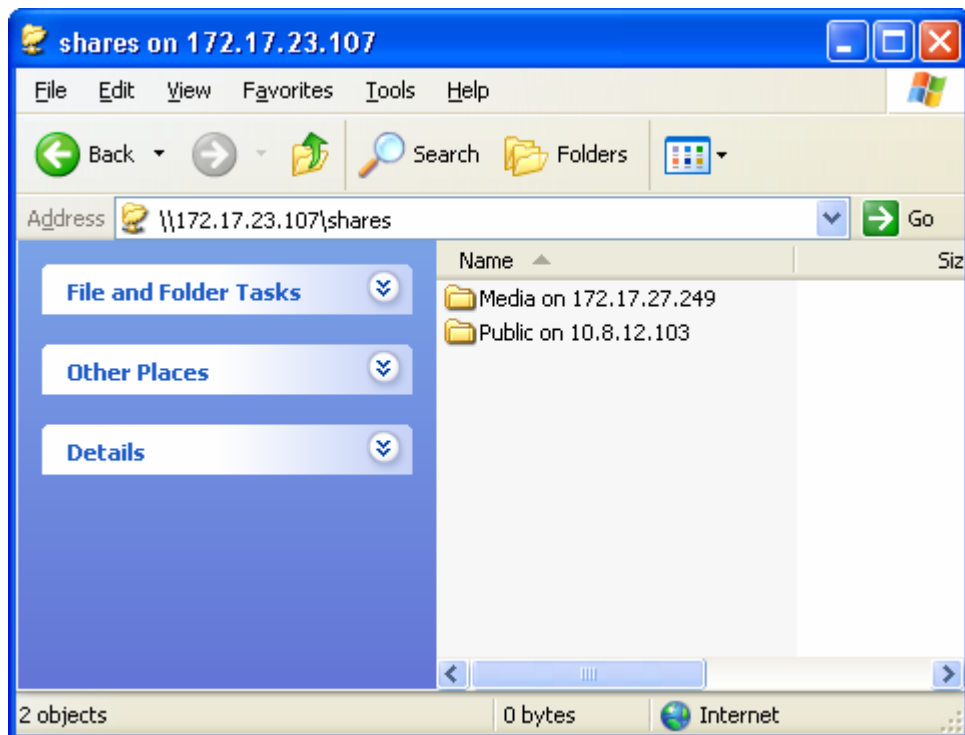 shares on 172.17.23.107
File Edit View Favorites Tools Help
Back Search Folders
Address \\172.17.23.107\shares Go
File and Folder Tasks
Other Places
Details
Name Siz
Media on 172.17.27.249
Public on 10.8.12.103
2 objects 0 bytes Internet